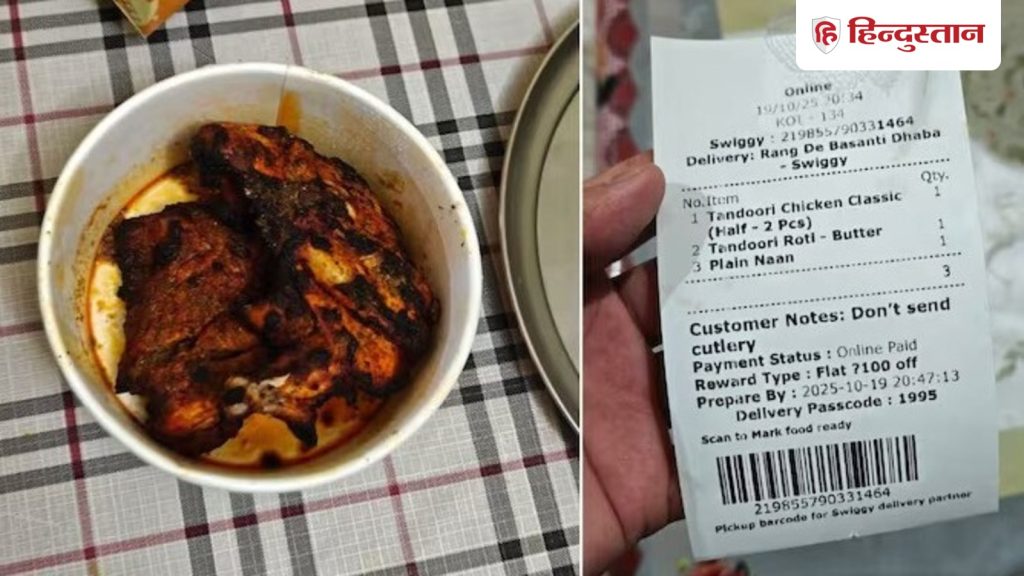 हिन्दुस्तान
Online
19/10/25 20:34
KOT - 134
Swiggy : 219855790331464
Delivery: Rang De Basanti Dhaba
- Swiggy
No. Item Qty.
1 Tandoori Chicken Classic 1
(Half - 2 Pcs)
2 Tandoori Roti - Butter 1
3 Plain Naan 1
3
Customer Notes: Don't send
cutlery
Payment Status : Online Paid
Reward Type : Flat ?100 off
Prepare By : 2025-10-19 20:47:13
Delivery Passcode : 1995
Scan to Mark food ready
219855790331464
Pickup barcode for Swiggy delivery partner